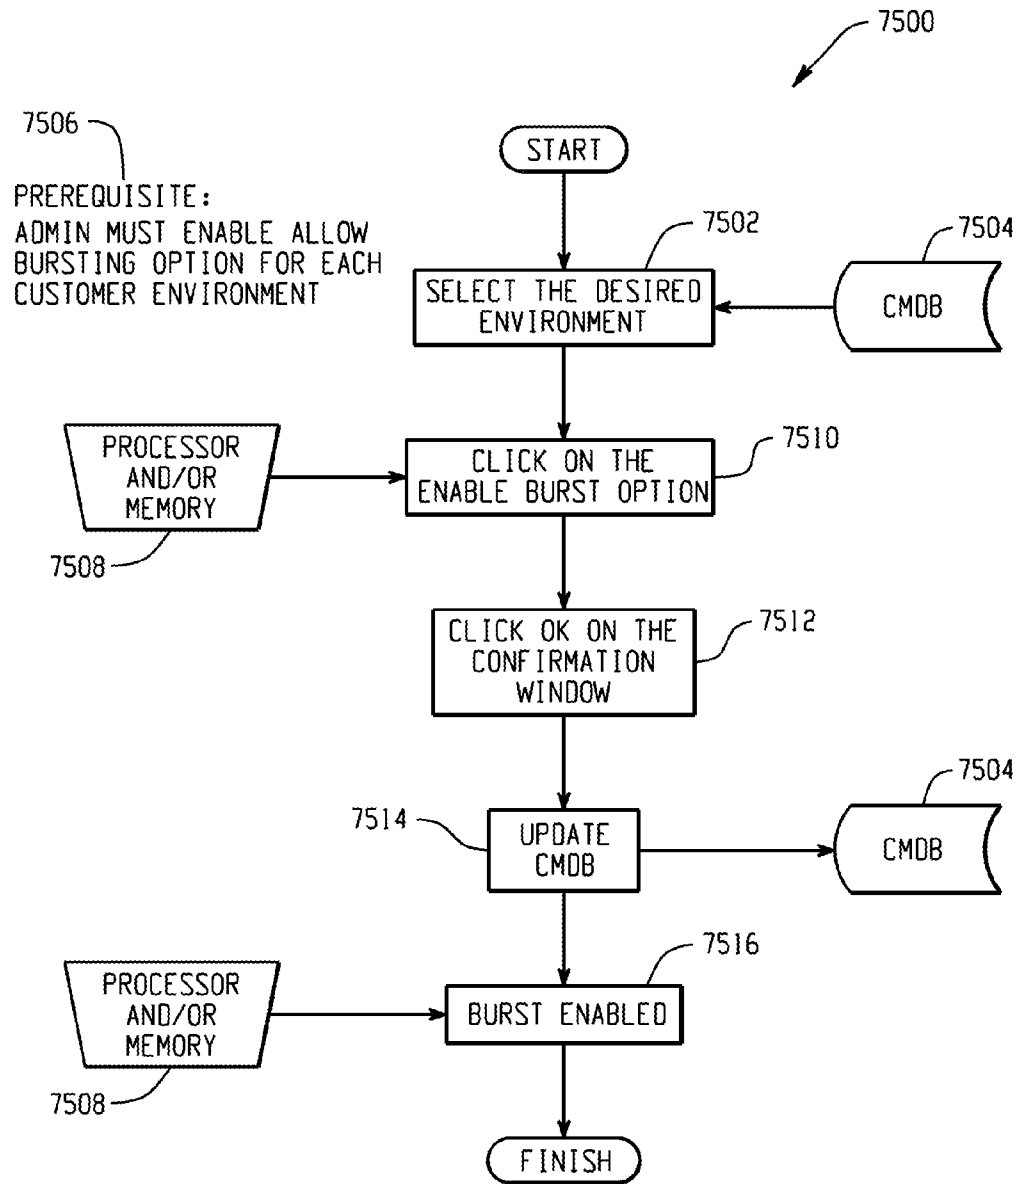 7500
7506
START
PREREQUISITE:
ADMIN MUST ENABLE ALLOW
BURSTING OPTION FOR EACH
CUSTOMER ENVIRONMENT
7502
7504
SELECT THE DESIRED
ENVIRONMENT
CMDB
7510
PROCESSOR
AND/OR
MEMORY
CLICK ON THE
ENABLE BURST OPTION
7508
7512
CLICK OK ON THE
CONFIRMATION
WINDOW
7504
7514
UPDATE
CMDB
CMDB
7516
PROCESSOR
AND/OR
MEMORY
BURST ENABLED
7508
FINISH